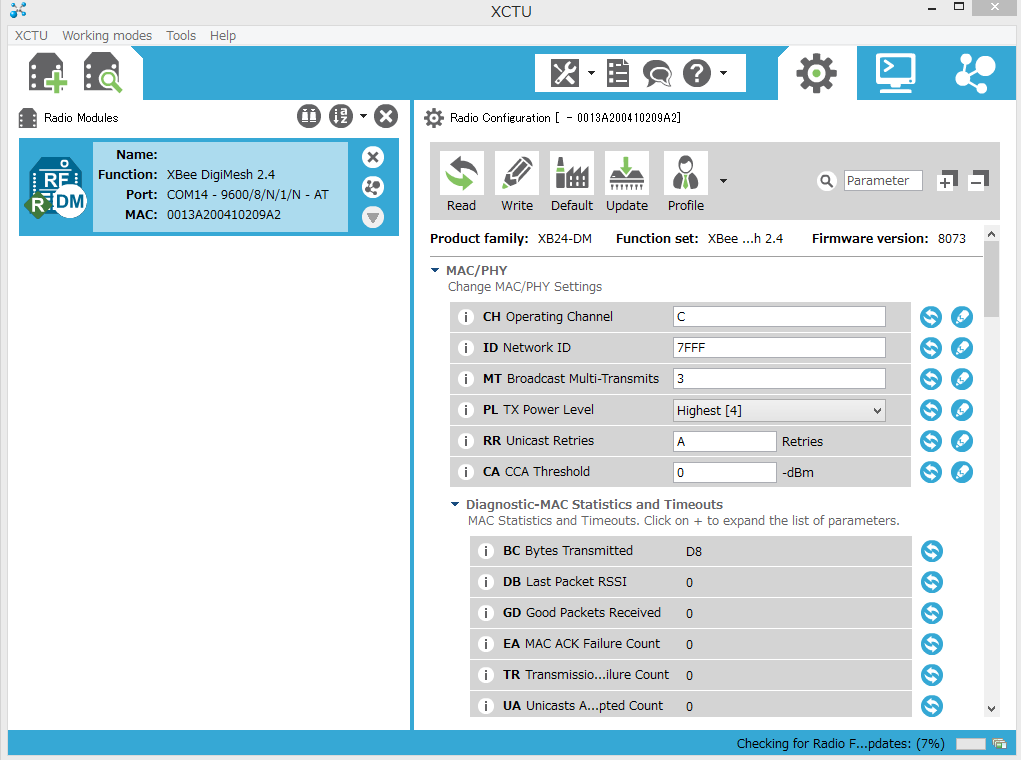 XCTU
XCTU Working modes Tools Help
Radio Modules
Radio Configuration [ - 0013A200410209A2]
RF
R DM
Name:
Function: XBee DigiMesh 2.4
Port: COM14 - 9600/8/N/1/N - AT
MAC: 0013A200410209A2
Read Write Default Update Profile
Parameter
Product family: XB24-DM Function set: XBee ...h 2.4 Firmware version: 8073
MAC/PHY
Change MAC/PHY Settings
i CH Operating Channel C
i ID Network ID 7FFF
i MT Broadcast Multi-Transmits 3
i PL TX Power Level Highest [4]
i RR Unicast Retries A Retries
i CA CCA Threshold 0 -dBm
Diagnostic-MAC Statistics and Timeouts
MAC Statistics and Timeouts. Click on + to expand the list of parameters.
i BC Bytes Transmitted D8
i DB Last Packet RSSI 0
i GD Good Packets Received 0
i EA MAC ACK Failure Count 0
i TR Transmissio...ilure Count 0
i UA Unicasts A...pted Count 0
Checking for Radio F...pdates: (7%)